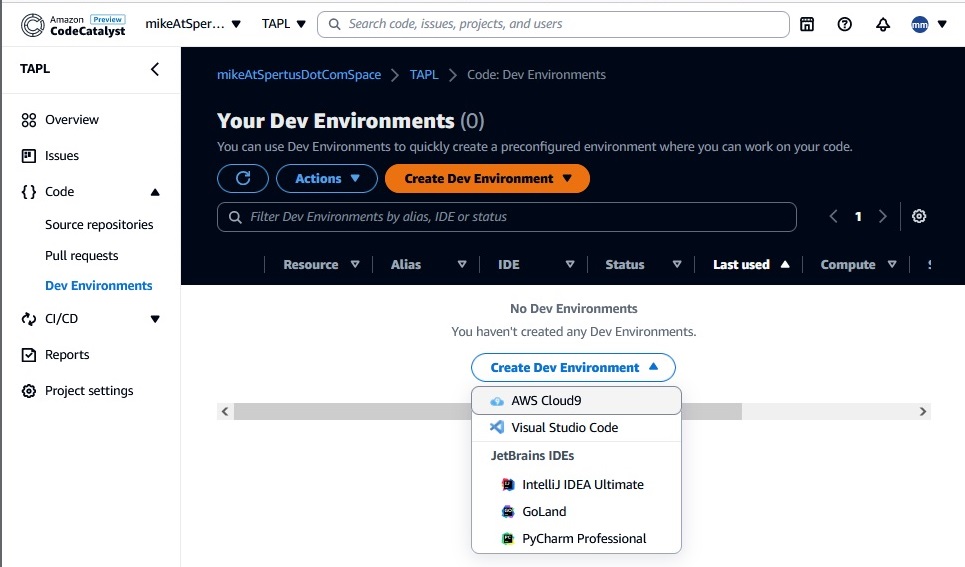 Amazon Preview
CodeCatalyst
mikeAtSper...
TAPL
Search code, issues, projects, and users
mm
TAPL
Overview
Issues
Code
Source repositories
Pull requests
Dev Environments
CI/CD
Reports
Project settings
mikeAtSpertusDotComSpace
TAPL
Code: Dev Environments
Your Dev Environments (0)
You can use Dev Environments to quickly create a preconfigured environment where you can work on your code.
Actions
Create Dev Environment
Filter Dev Environments by alias, IDE or status
1
Resource
Alias
IDE
Status
Last used
Compute
No Dev Environments
You haven't created any Dev Environments.
Create Dev Environment
AWS Cloud9
Visual Studio Code
JetBrains IDEs
IntelliJ IDEA Ultimate
GoLand
PyCharm Professional